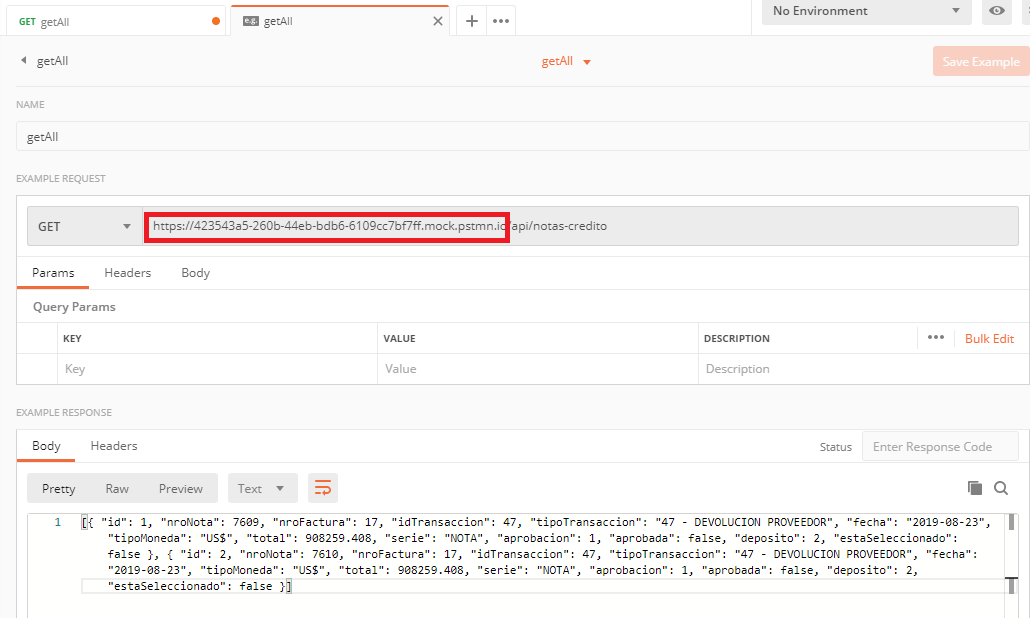 GET getAll
e.g. getAll
No Environment
getAll
getAll
Save Example
NAME
getAll
EXAMPLE REQUEST
GET
https://423543a5-260b-44eb-bdb6-6109cc7bf7ff.mock.pstmn.io/api/notas-credito
Params Headers Body
Query Params
KEY VALUE DESCRIPTION ••• Bulk Edit
Key Value Description
EXAMPLE RESPONSE
Body Headers Status Enter Response Code
Pretty Raw Preview Text
1 [{ "id": 1, "nroNota": 7609, "nroFactura": 17, "idTransaccion": 47, "tipoTransaccion": "47 - DEVOLUCION PROVEEDOR", "fecha": "2019-08-23",
"tipoMoneda": "US$", "total": 908259.408, "serie": "NOTA", "aprobacion": 1, "aprobada": false, "deposito": 2, "estaSeleccionado":
false }, { "id": 2, "nroNota": 7610, "nroFactura": 17, "idTransaccion": 47, "tipoTransaccion": "47 - DEVOLUCION PROVEEDOR", "fecha":
"2019-08-23", "tipoMoneda": "US$", "total": 908259.408, "serie": "NOTA", "aprobacion": 1, "aprobada": false, "deposito": 2,
"estaSeleccionado": false }]